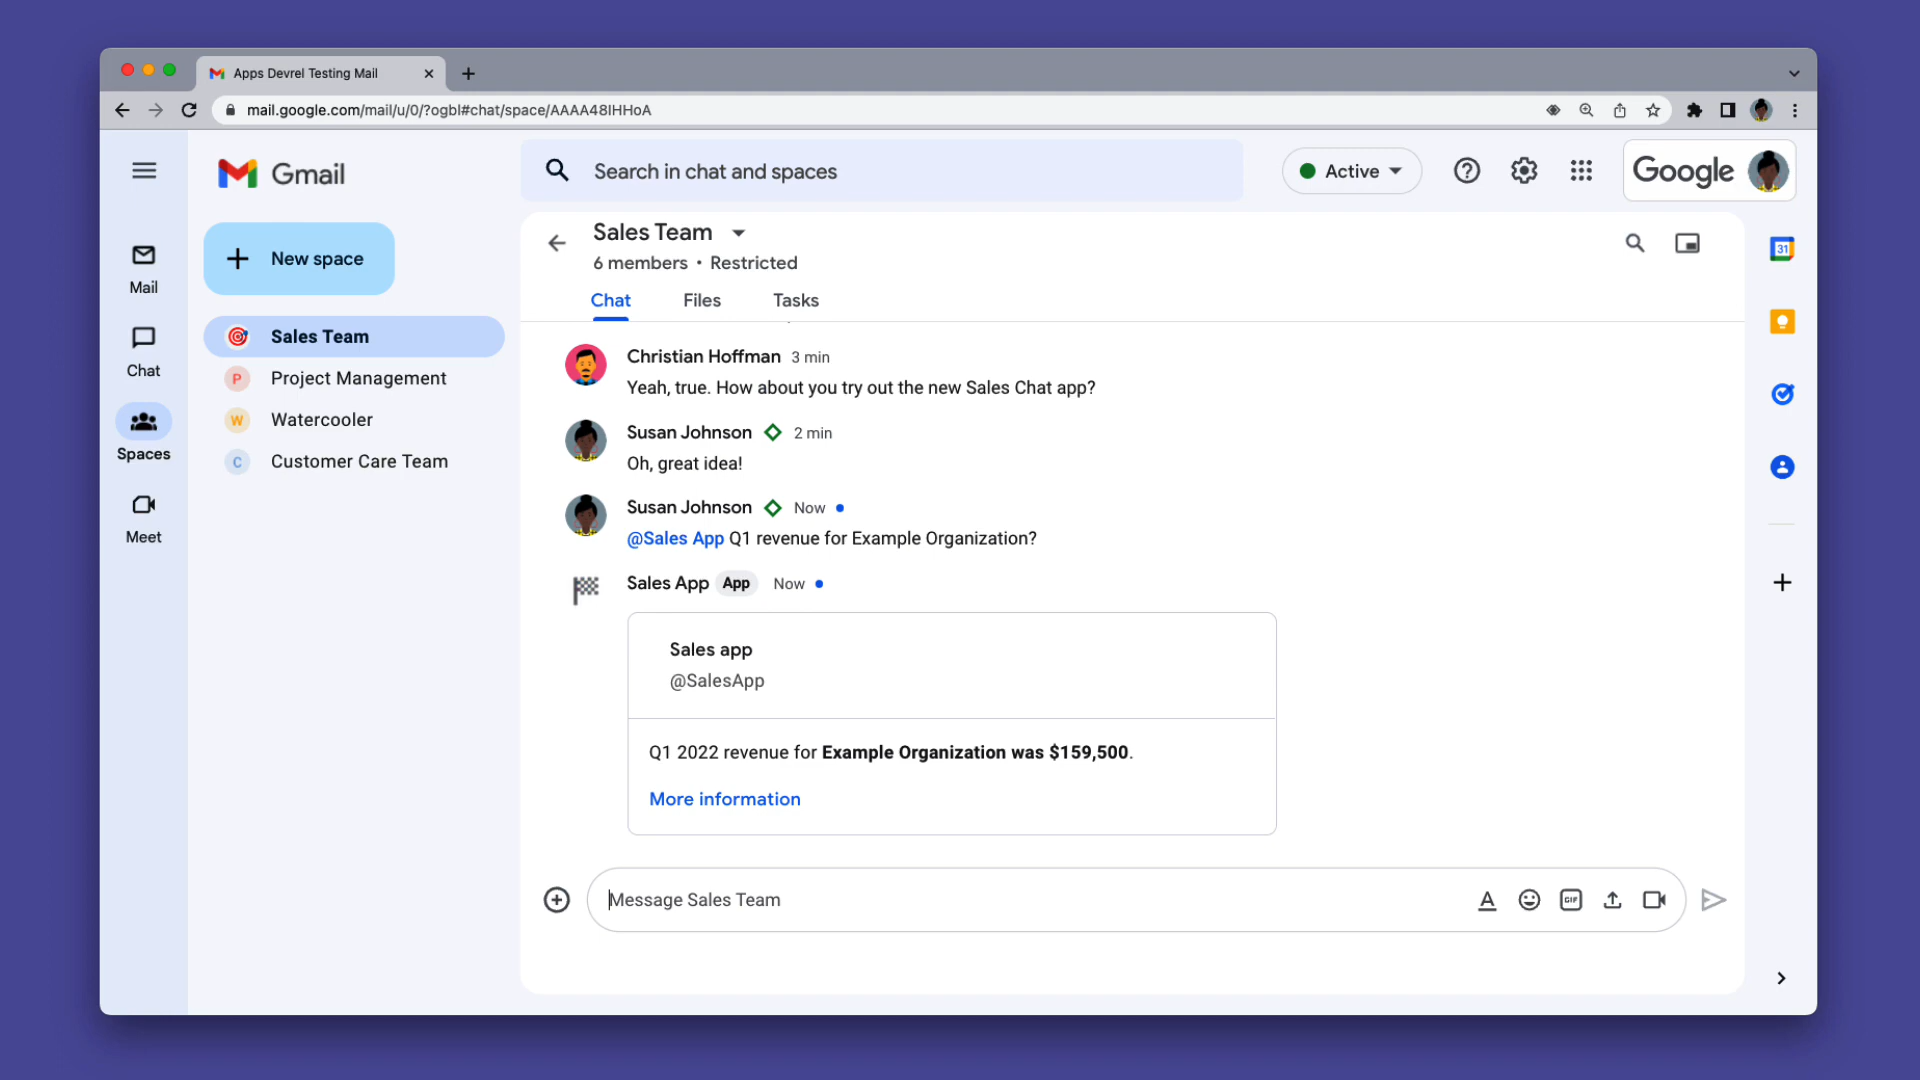 Apps Devrel Testing Mail
mail.google.com/mail/u/0/?ogbl#chat/space/AAAA48IHHoA
Gmail
Search in chat and spaces
Active
Google
Mail
Chat
Spaces
Meet
New space
Sales Team
P Project Management
W Watercooler
C Customer Care Team
Sales Team
6 members • Restricted
Chat Files Tasks
Christian Hoffman 3 min
Yeah, true. How about you try out the new Sales Chat app?
Susan Johnson 2 min
Oh, great idea!
Susan Johnson Now
@Sales App Q1 revenue for Example Organization?
Sales App App Now
Sales app
@SalesApp
Q1 2022 revenue for Example Organization was $159,500.
More information
Message Sales Team
GIF
31